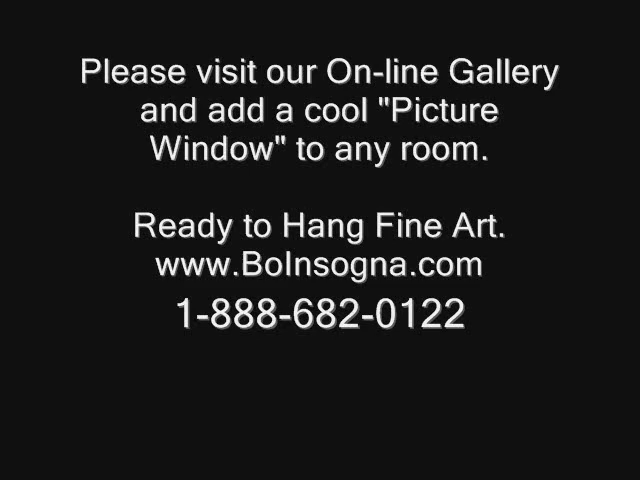 Please visit our On-line Gallery
and add a cool "Picture
Window" to any room.
Ready to Hang Fine Art.
www.BoInsogna.com
1-888-682-0122